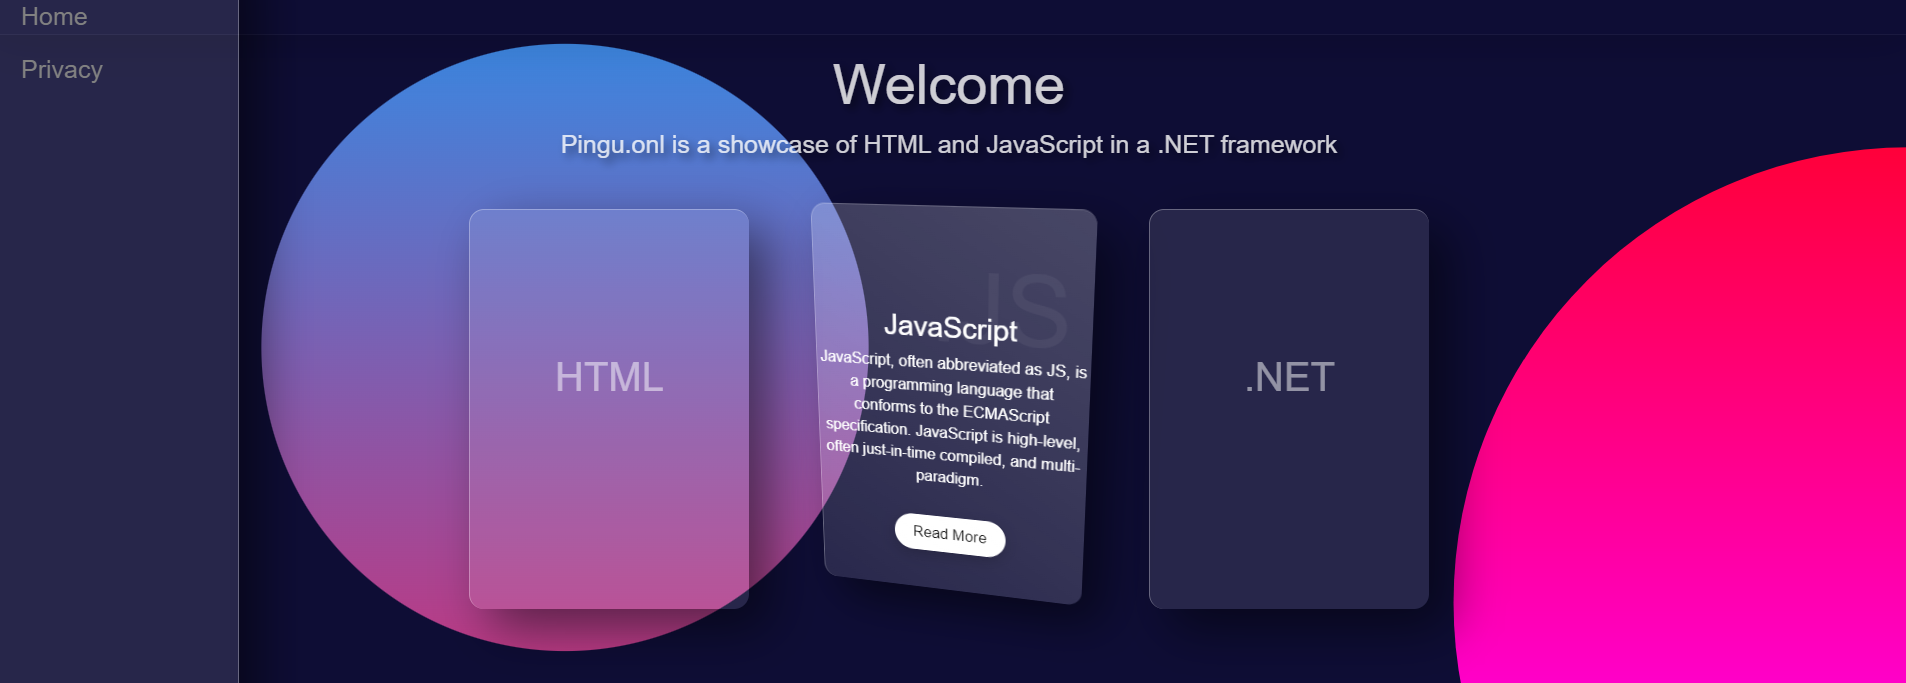 Home
Privacy
Welcome
Pingu.onl is a showcase of HTML and JavaScript in a .NET framework
HTML
JS
JavaScript
JavaScript, often abbreviated as JS, is
a programming language that
conforms to the ECMAScript
specification. JavaScript is high-level,
often just-in-time compiled, and multi-
paradigm.
Read More
.NET